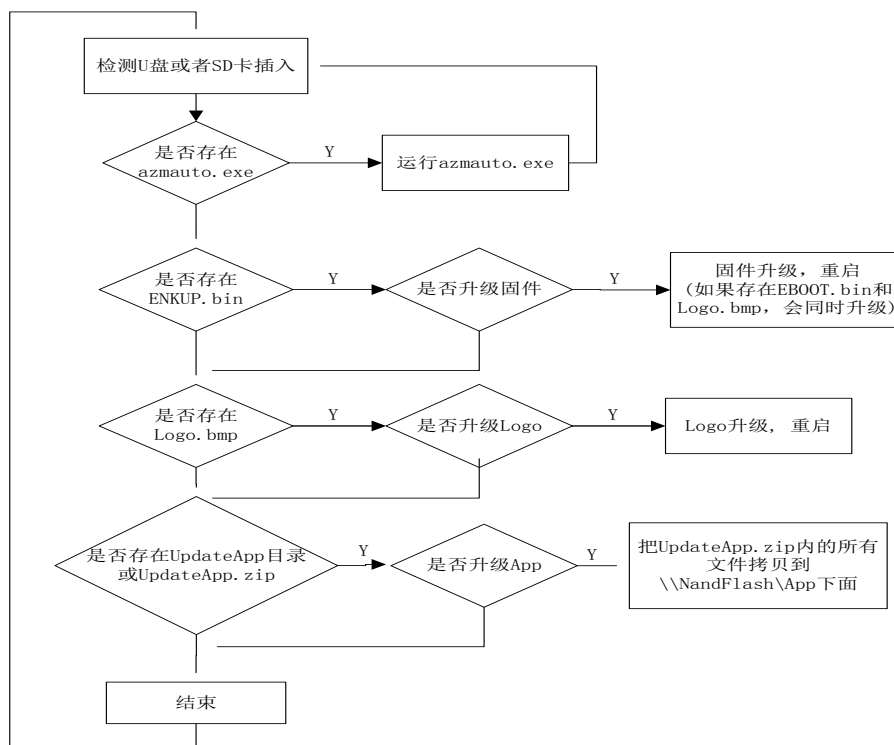 检测U盘或者SD卡插入
是否存在
azmauto.exe
Y
运行azmauto.exe
是否存在
ENKUP.bin
Y
是否升级固件
Y
固件升级，重启
(如果存在EBOOT.bin和
Logo.bmp，会同时升级)
是否存在
Logo.bmp
Y
是否升级Logo
Y
Logo升级, 重启
是否存在UpdateApp目录
或UpdateApp.zip
Y
是否升级App
Y
把UpdateApp.zip内的所有
文件拷贝到
\\NandFlash\App下面
结束